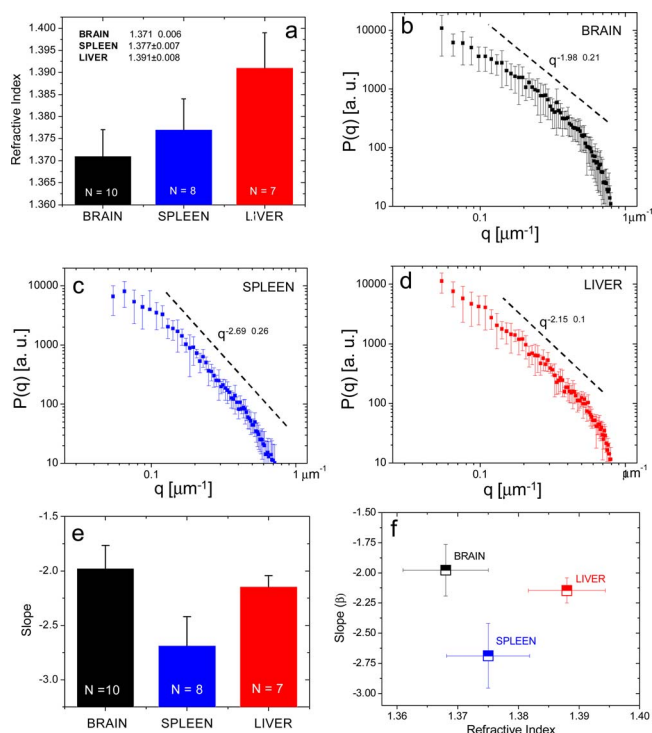 a
BRAIN 1.371 0.006
SPLEEN 1.377±0.007
LIVER 1.391±0.008
Refractive Index
1.400
1.395
1.390
1.385
1.380
1.375
1.370
1.365
1.360
N = 10
N = 8
N = 7
BRAIN SPLEEN LIVER
b
BRAIN
q^-1.98 0.21
P(q) [a. u.]
10000
1000
100
10
0.1 1μm⁻¹
q [μm⁻¹]
c
SPLEEN
q^-2.69 0.26
P(q) [a. u.]
10000
1000
100
10
0.1 1 μm⁻¹
q [μm⁻¹]
d
LIVER
q^-2.15 0.1
P(q) [a. u.]
10000
1000
100
10
0.1 1μm⁻¹
q [μm⁻¹]
e
Slope
-1.5
-2.0
-2.5
-3.0
N =10
N = 8
N = 7
BRAIN SPLEEN LIVER
f
BRAIN
LIVER
SPLEEN
Slope (β)
-1.50
-1.75
-2.00
-2.25
-2.50
-2.75
-3.00
1.36 1.37 1.38 1.39 1.40
Refractive Index